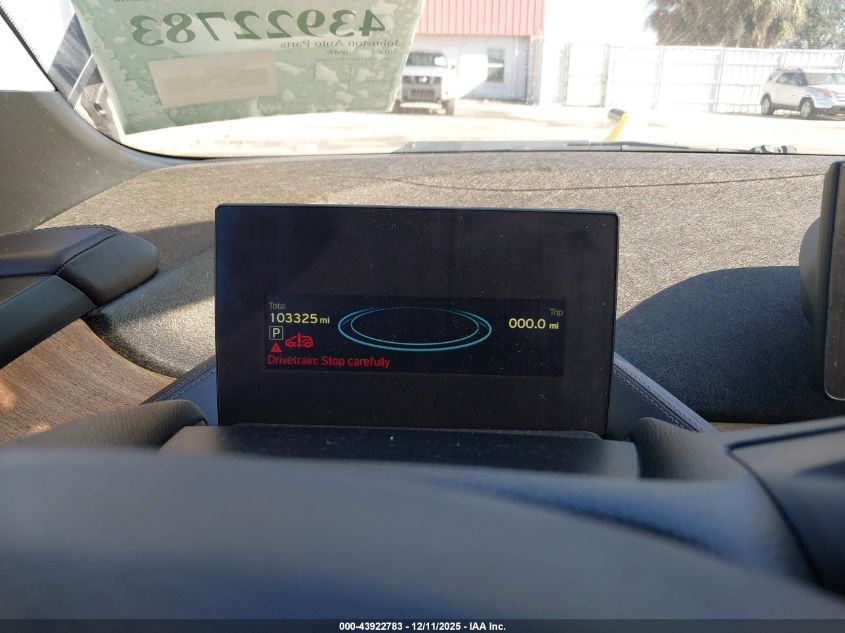 43922783
Johnston Auto Parts
Total
103325 mi
Trip
000.0 mi
P
Drivetrain: Stop carefully
000-43922783 - 12/11/2025 - IAA Inc.